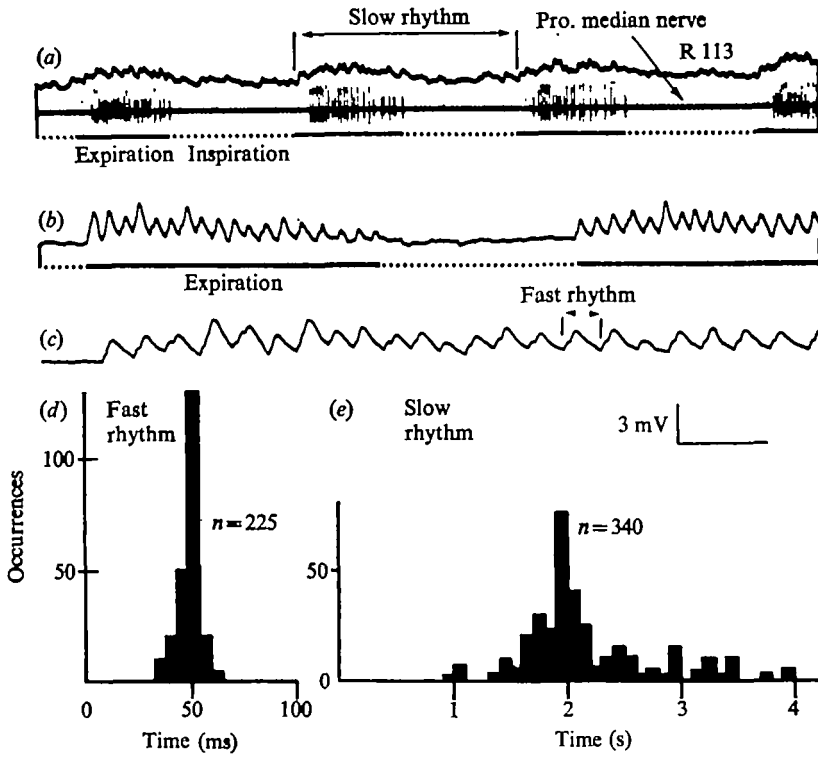 Slow rhythm
Pro. median nerve
(a)
R 113
Expiration Inspiration
(b)
Expiration
Fast rhythm
(c)
(d) Fast rhythm
(e) Slow rhythm
3 mV
100
50
0 50 100
Occurrences
n=225
Time (ms)
n=340
50
0
1 2 3 4
Time (s)